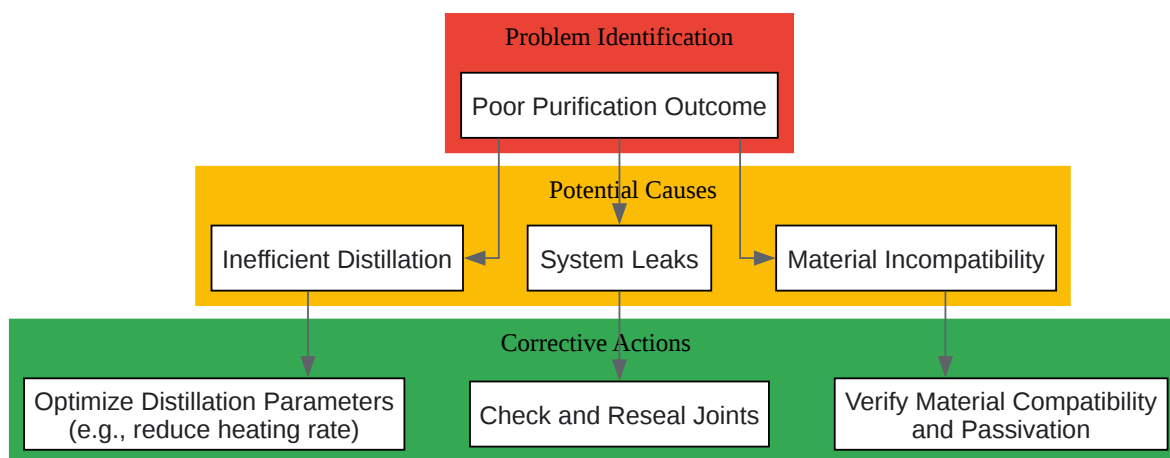 Problem Identification
Poor Purification Outcome
Potential Causes
Inefficient Distillation
System Leaks
Material Incompatibility
Corrective Actions
Optimize Distillation Parameters
(e.g., reduce heating rate)
Check and Reseal Joints
Verify Material Compatibility
and Passivation